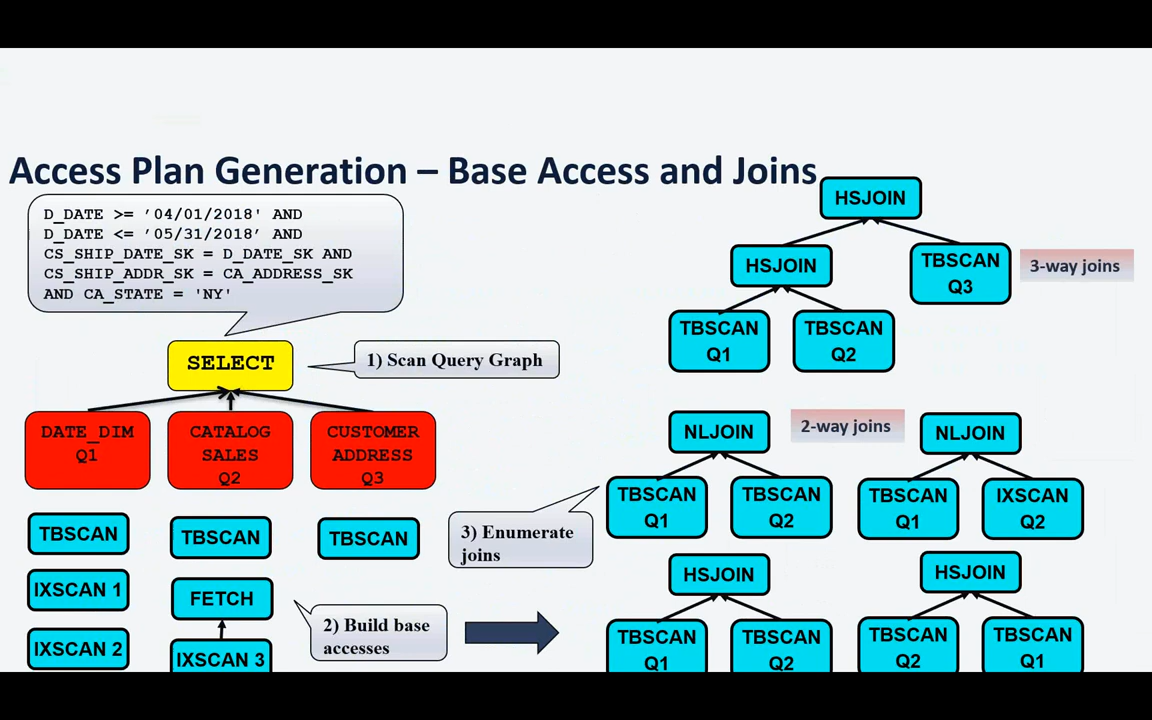 Access Plan Generation – Base Access and Joins
D_DATE >= ’04/01/2018' AND
D_DATE <= ’05/31/2018’ AND
CS_SHIP_DATE_SK = D_DATE_SK AND
CS_SHIP_ADDR_SK = CA_ADDRESS_SK
AND CA_STATE = 'NY'
SELECT
1) Scan Query Graph
DATE_DIM
Q1
CATALOG
SALES
Q2
CUSTOMER
ADDRESS
Q3
TBSCAN
TBSCAN
TBSCAN
IXSCAN 1
FETCH
IXSCAN 2
IXSCAN 3
2) Build base
accesses
3) Enumerate
joins
HSJOIN
HSJOIN
TBSCAN
Q3
3-way joins
TBSCAN
Q1
TBSCAN
Q2
NLJOIN
2-way joins
NLJOIN
TBSCAN
Q1
TBSCAN
Q2
TBSCAN
Q1
IXSCAN
Q2
HSJOIN
HSJOIN
TBSCAN
Q1
TBSCAN
Q2
TBSCAN
Q2
TBSCAN
Q1